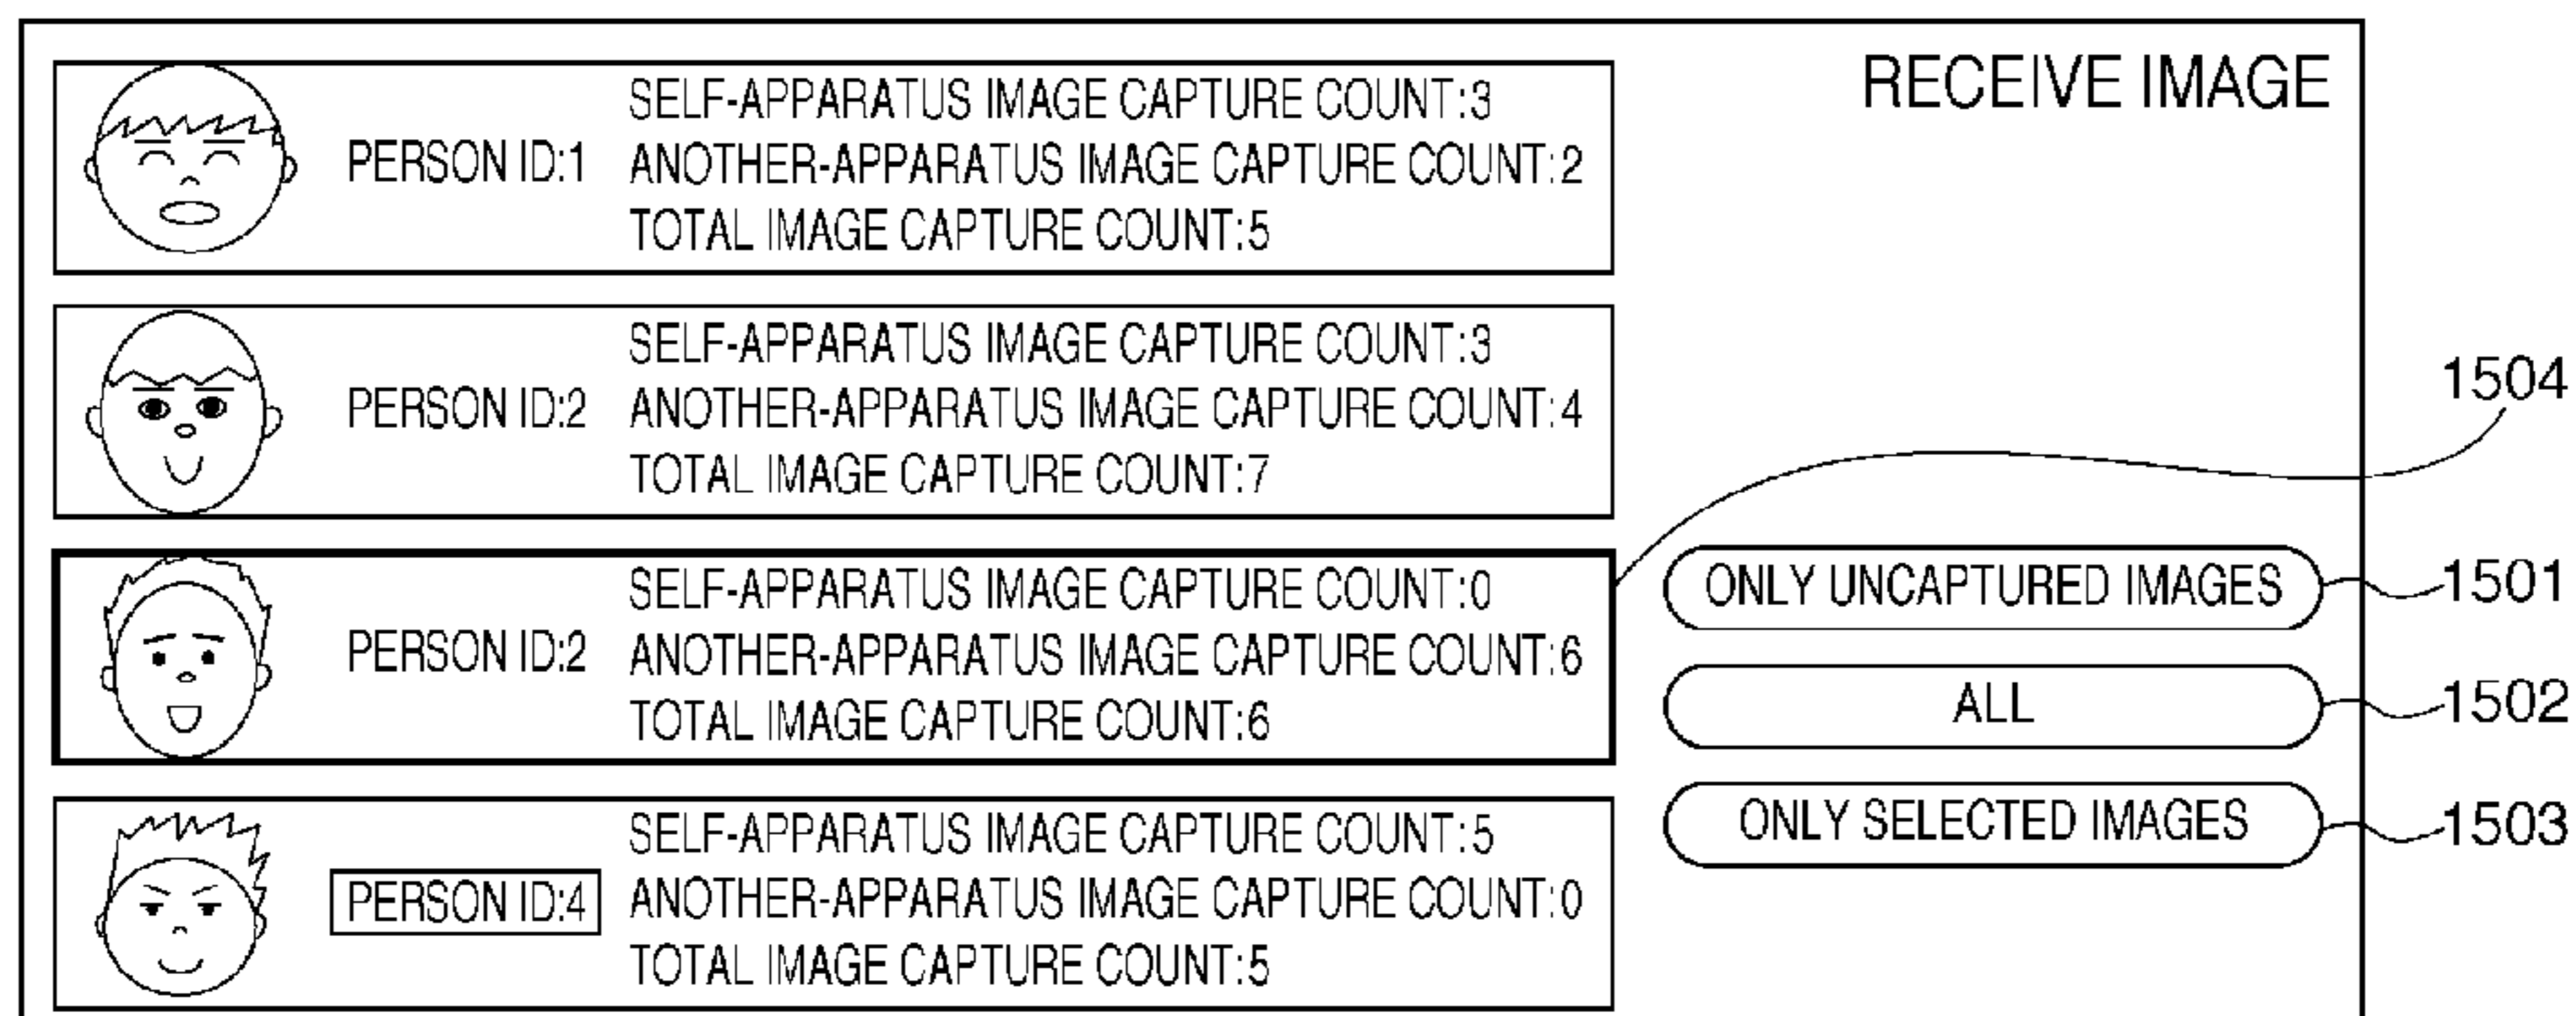 RECEIVE IMAGE
PERSON ID:1
SELF-APPARATUS IMAGE CAPTURE COUNT:3
ANOTHER-APPARATUS IMAGE CAPTURE COUNT:2
TOTAL IMAGE CAPTURE COUNT:5
PERSON ID:2
SELF-APPARATUS IMAGE CAPTURE COUNT:3
ANOTHER-APPARATUS IMAGE CAPTURE COUNT:4
TOTAL IMAGE CAPTURE COUNT:7
PERSON ID:2
SELF-APPARATUS IMAGE CAPTURE COUNT:0
ANOTHER-APPARATUS IMAGE CAPTURE COUNT:6
TOTAL IMAGE CAPTURE COUNT:6
PERSON ID:4
SELF-APPARATUS IMAGE CAPTURE COUNT:5
ANOTHER-APPARATUS IMAGE CAPTURE COUNT:0
TOTAL IMAGE CAPTURE COUNT:5
1504
ONLY UNCAPTURED IMAGES
1501
ALL
1502
ONLY SELECTED IMAGES
1503